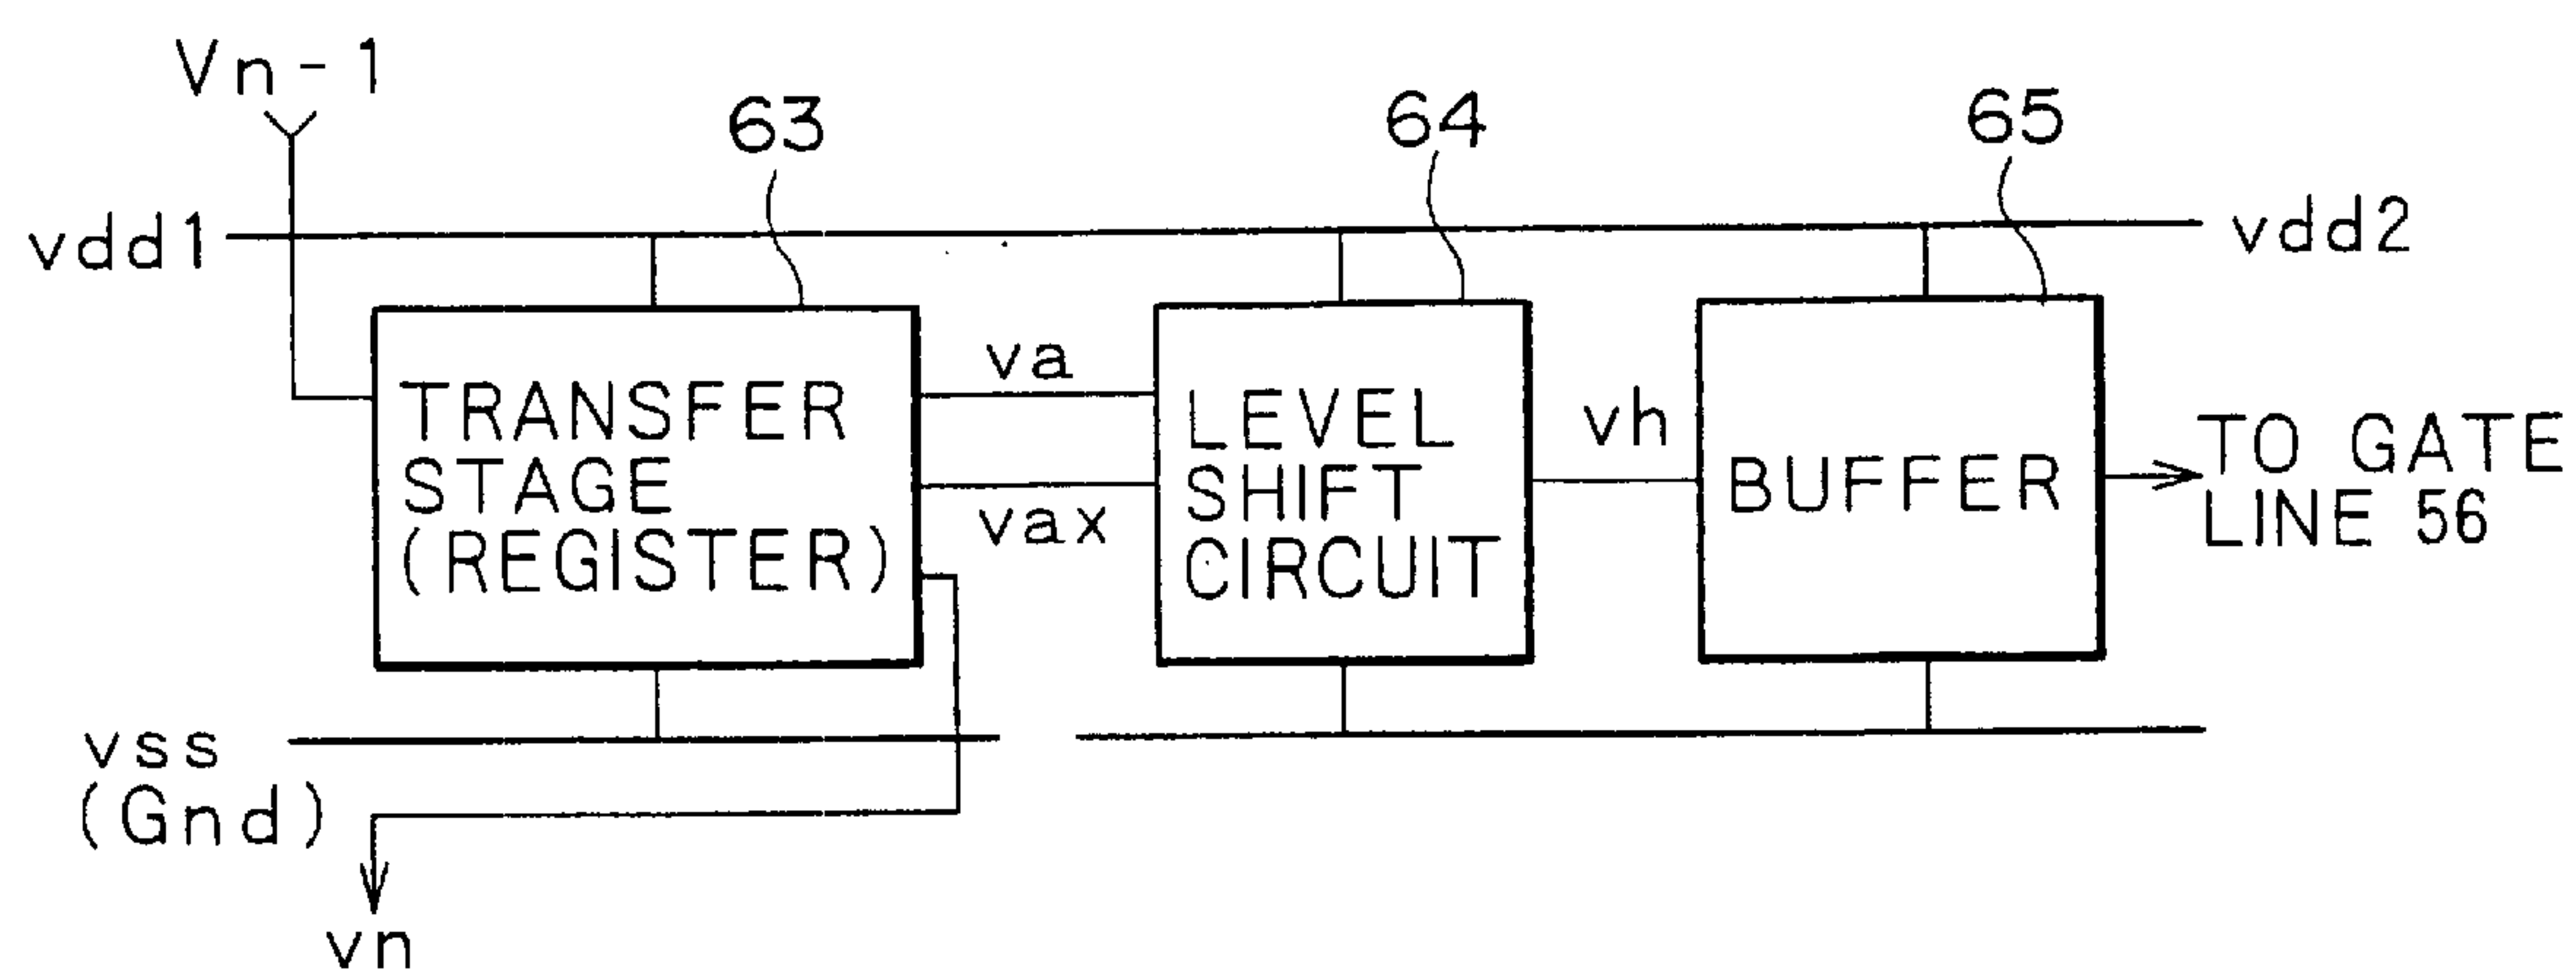 Vn-1
63
64
65
vdd1
vdd2
TRANSFER
STAGE
(REGISTER)
va
vax
LEVEL
SHIFT
CIRCUIT
vh
BUFFER
TO GATE
LINE 56
vss
(Gnd)
vn